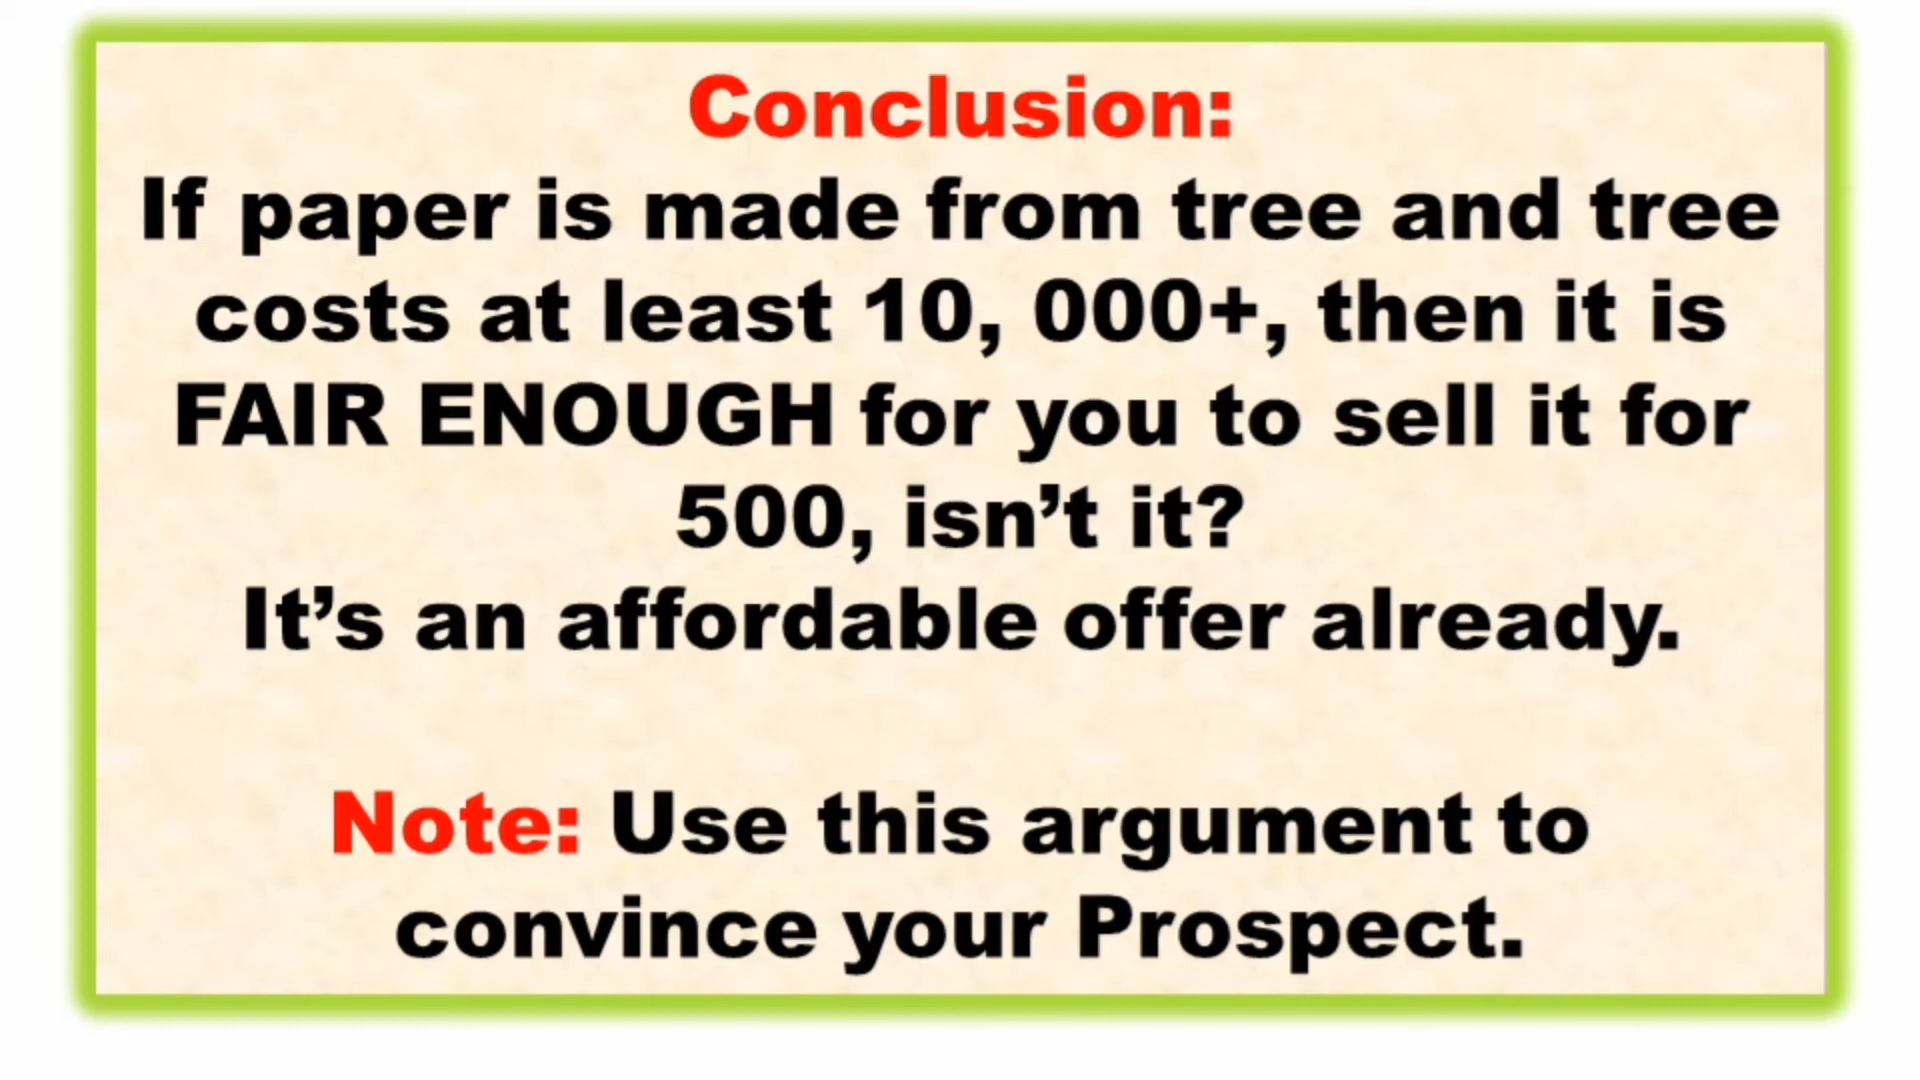 Conclusion:
If paper is made from tree and tree
costs at least 10, 000+, then it is
FAIR ENOUGH for you to sell it for
500, isn’t it?
It’s an affordable offer already.
Note: Use this argument to
convince your Prospect.